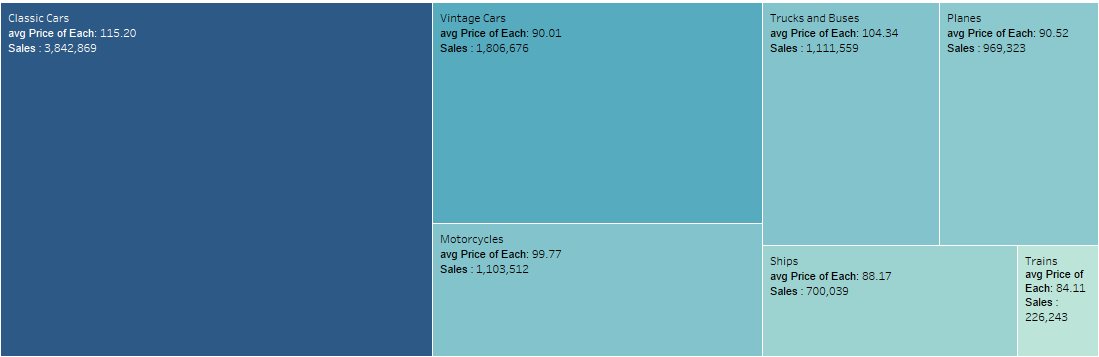 Classic Cars
avg Price of Each: 115.20
Sales : 3,842,869
Vintage Cars
avg Price of Each: 90.01
Sales : 1,806,676
Motorcycles
avg Price of Each: 99.77
Sales : 1,103,512
Trucks and Buses
avg Price of Each: 104.34
Sales : 1,111,559
Planes
avg Price of Each: 90.52
Sales : 969,323
Ships
avg Price of Each: 88.17
Sales : 700,039
Trains
avg Price of
Each: 84.11
Sales :
226,243